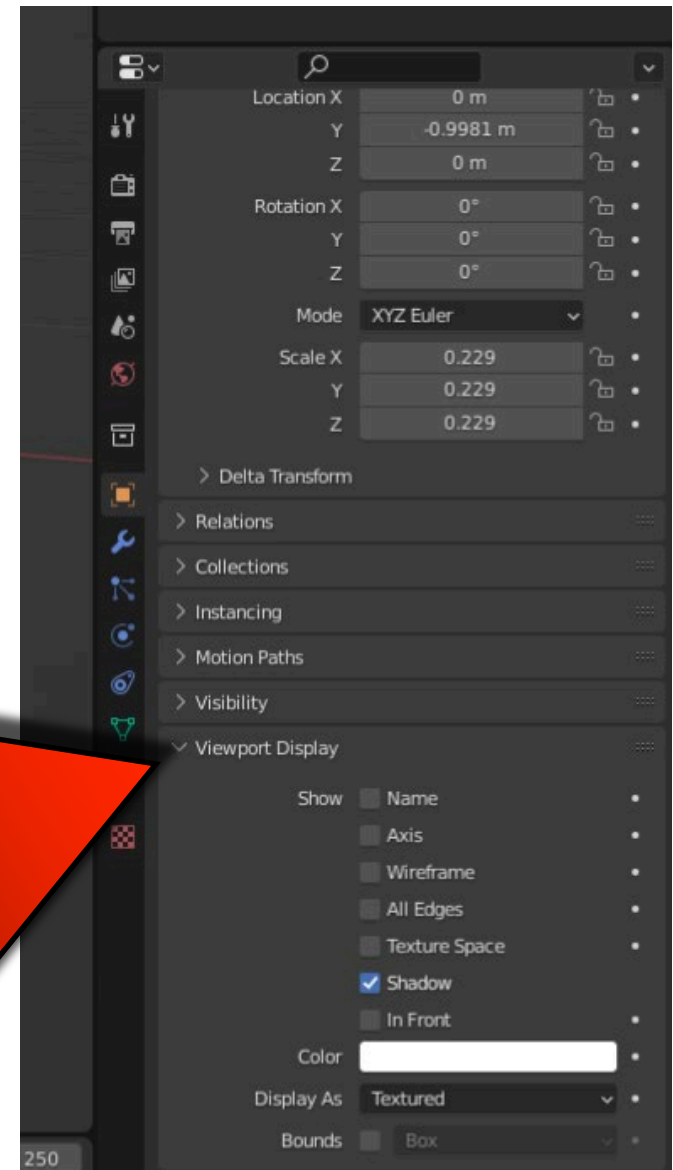 Location X 0 m
Y -0.9981 m
Z 0 m
Rotation X 0°
Y 0°
Z 0°
Mode XYZ Euler
Scale X 0.229
Y 0.229
Z 0.229
Delta Transform
Relations
Collections
Instancing
Motion Paths
Visibility
Viewport Display
Show Name
Axis
Wireframe
All Edges
Texture Space
Shadow
In Front
Color
Display As Textured
Bounds Box
250